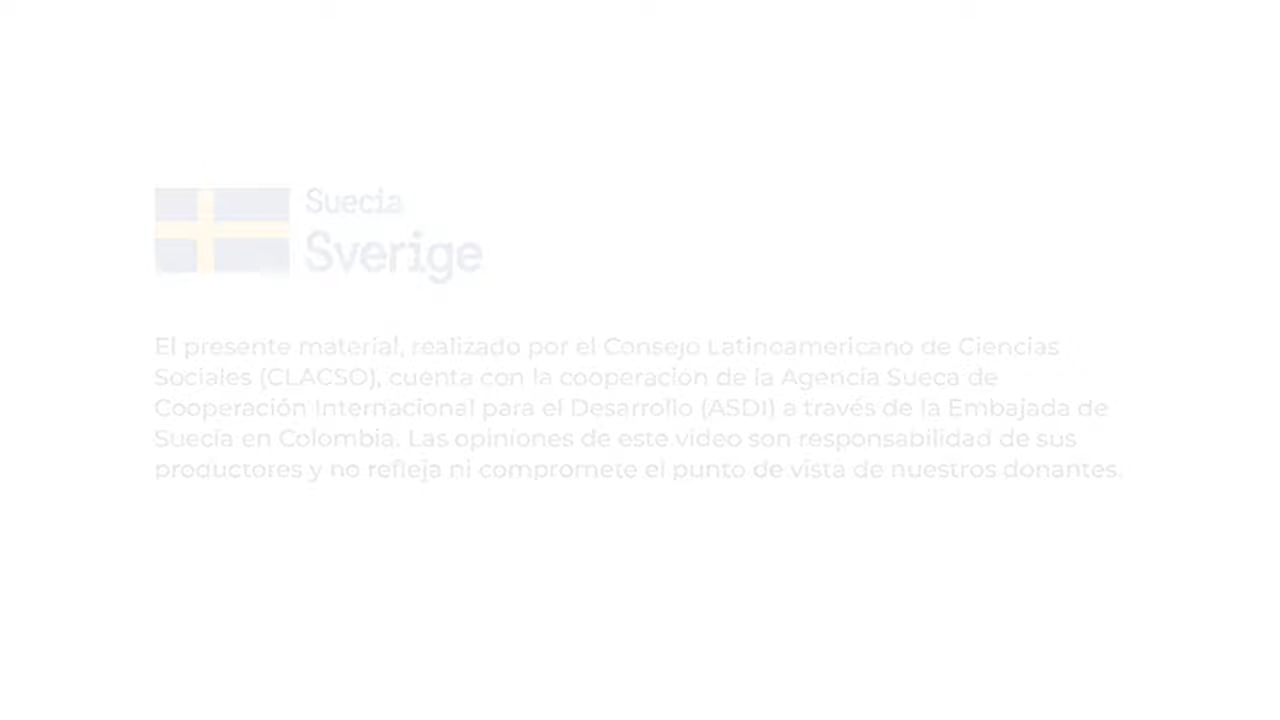 Suecia
Sverige
El presente material, realizado por el Consejo Latinoamericano de Ciencias
Sociales (CLACSO), cuenta con la cooperación de la Agencia Sueca de
Cooperación Internacional para el Desarrollo (ASDI) a través de la Embajada de
Suecia en Colombia. Las opiniones de este video son responsabilidad de sus
productores y no refleja ni compromete el punto de vista de nuestros donantes.